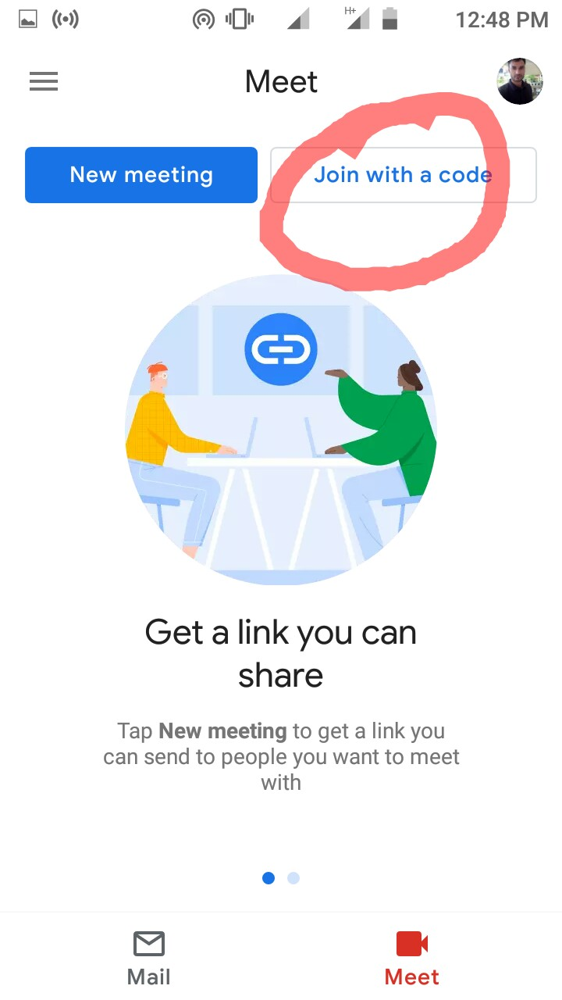 H+ 12:48 PM
Meet
New meeting Join with a code
Get a link you can
share
Tap New meeting to get a link you
can send to people you want to meet
with
Mail Meet